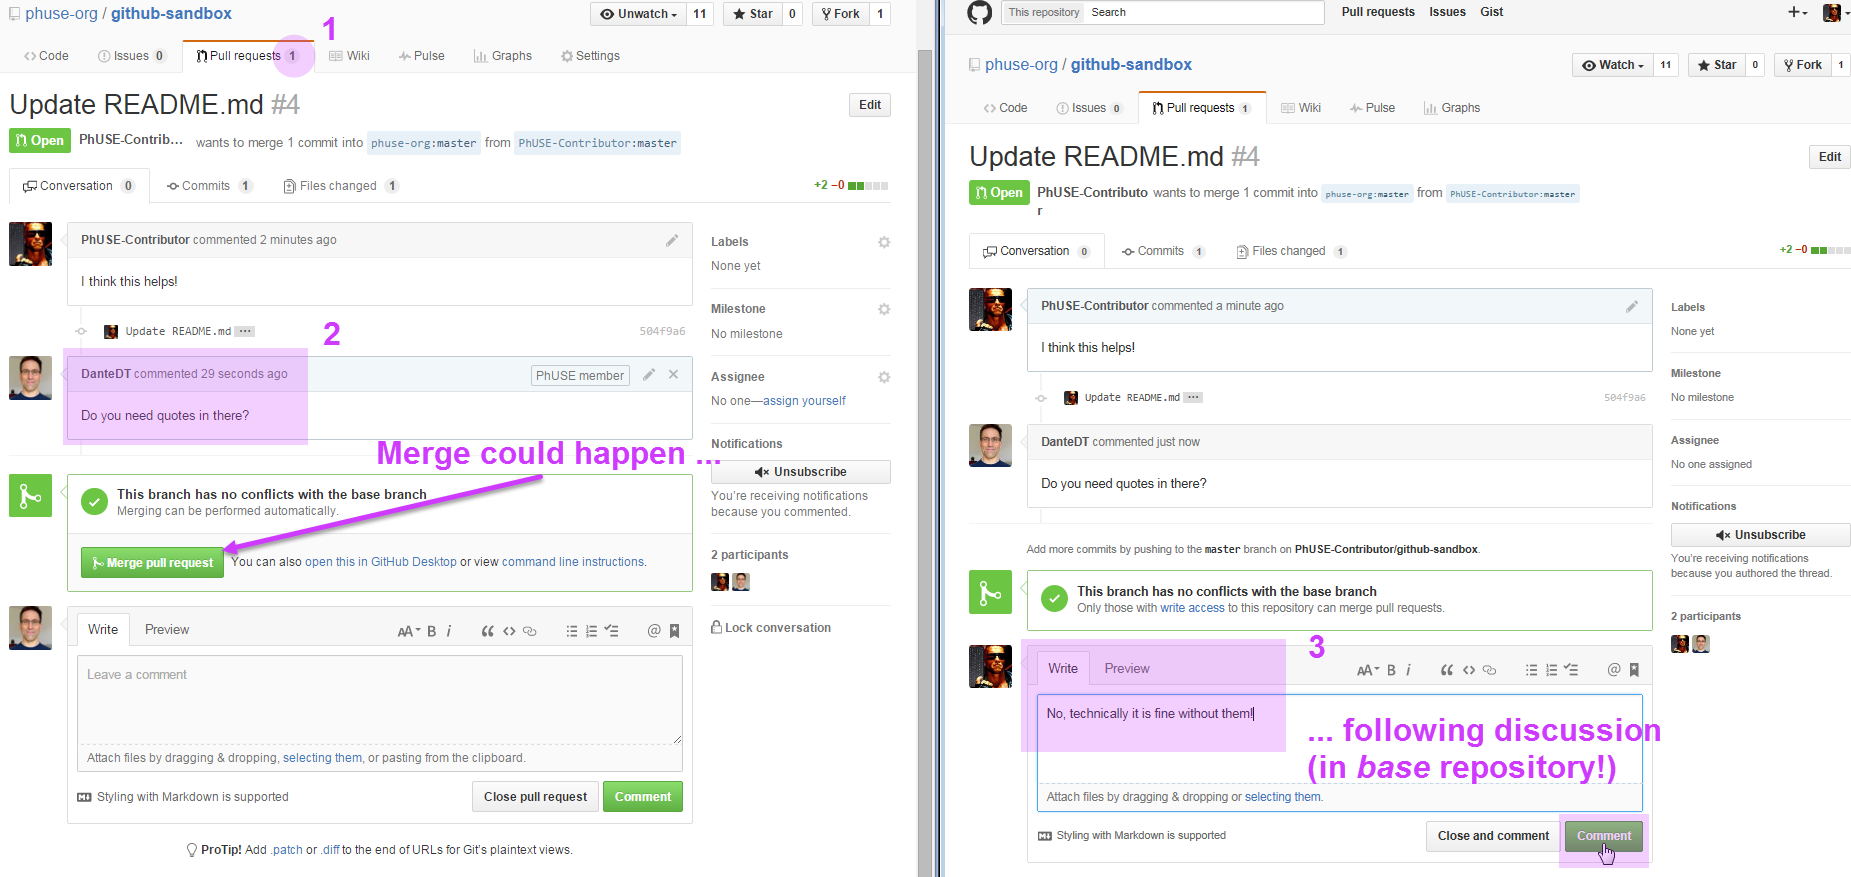 phuse-org / github-sandbox
Unwatch 11 Star 0 Fork 1
1
Code Issues 0 Pull requests 1 Wiki Pulse Graphs Settings
Update README.md #4
Edit
Open PhUSE-Contrib... wants to merge 1 commit into phuse-org:master from PhUSE-Contributor:master
Conversation 0 Commits 1 Files changed 1
+2 −0
PhUSE-Contributor commented 2 minutes ago
I think this helps!
Update README.md ... 504f9a6
2
DanteDT commented 29 seconds ago PhUSE member
Do you need quotes in there?
Merge could happen ...
This branch has no conflicts with the base branch
Merging can be performed automatically.
Merge pull request You can also open this in GitHub Desktop or view command line instructions.
Write Preview AA B i @
Leave a comment
Attach files by dragging & dropping, selecting them, or pasting from the clipboard.
Styling with Markdown is supported
Close pull request Comment
ProTip! Add .patch or .diff to the end of URLs for Git's plaintext views.
Labels
None yet
Milestone
No milestone
Assignee
No one—assign yourself
Notifications
Unsubscribe
You're receiving notifications
because you commented.
2 participants
Lock conversation
This repository Search Pull requests Issues Gist
phuse-org / github-sandbox
Watch 11 Star 0 Fork 1
Code Issues 0 Pull requests 1 Wiki Pulse Graphs
Update README.md #4
Edit
Open PhUSE-Contributo
r
wants to merge 1 commit into phuse-org:master from PhUSE-Contributor:master
Conversation 0 Commits 1 Files changed 1
+2 −0
PhUSE-Contributor commented a minute ago
I think this helps!
Update README.md ... 504f9a6
DanteDT commented just now
Do you need quotes in there?
Add more commits by pushing to the master branch on PhUSE-Contributor/github-sandbox.
This branch has no conflicts with the base branch
Only those with write access to this repository can merge pull requests.
3
Write Preview AA B i @
No, technically it is fine without them!
... following discussion
(in base repository!)
Attach files by dragging & dropping or selecting them.
Styling with Markdown is supported
Close and comment Comment
Labels
None yet
Milestone
No milestone
Assignee
No one assigned
Notifications
Unsubscribe
You're receiving notifications
because you authored the thread.
2 participants